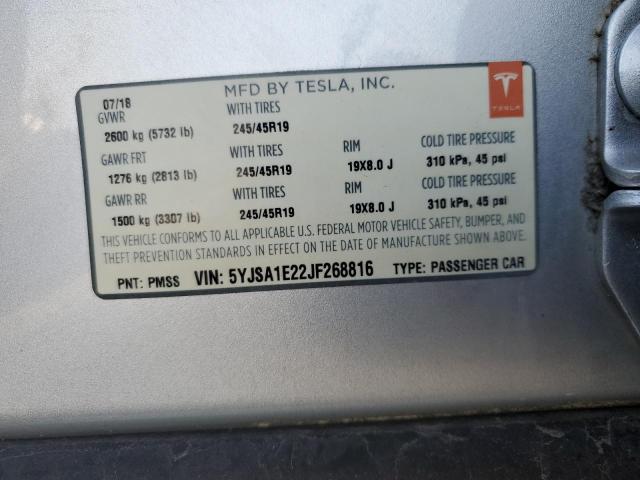 MFD BY TESLA, INC.
TESLA
07/18
GVWR WITH TIRES
2600 kg (5732 lb) 245/45R19
GAWR FRT WITH TIRES RIM COLD TIRE PRESSURE
1276 kg (2813 lb) 245/45R19 19X8.0 J 310 kPa, 45 psi
GAWR RR WITH TIRES RIM COLD TIRE PRESSURE
1500 kg (3307 lb) 245/45R19 19X8.0 J 310 kPa, 45 psi
THIS VEHICLE CONFORMS TO ALL APPLICABLE U.S. FEDERAL MOTOR VEHICLE SAFETY, BUMPER, AND
THEFT PREVENTION STANDARDS IN EFFECT ON THE DATE OF MANUFACTURE SHOWN ABOVE.
PNT: PMSS VIN: 5YJSA1E22JF268816 TYPE: PASSENGER CAR